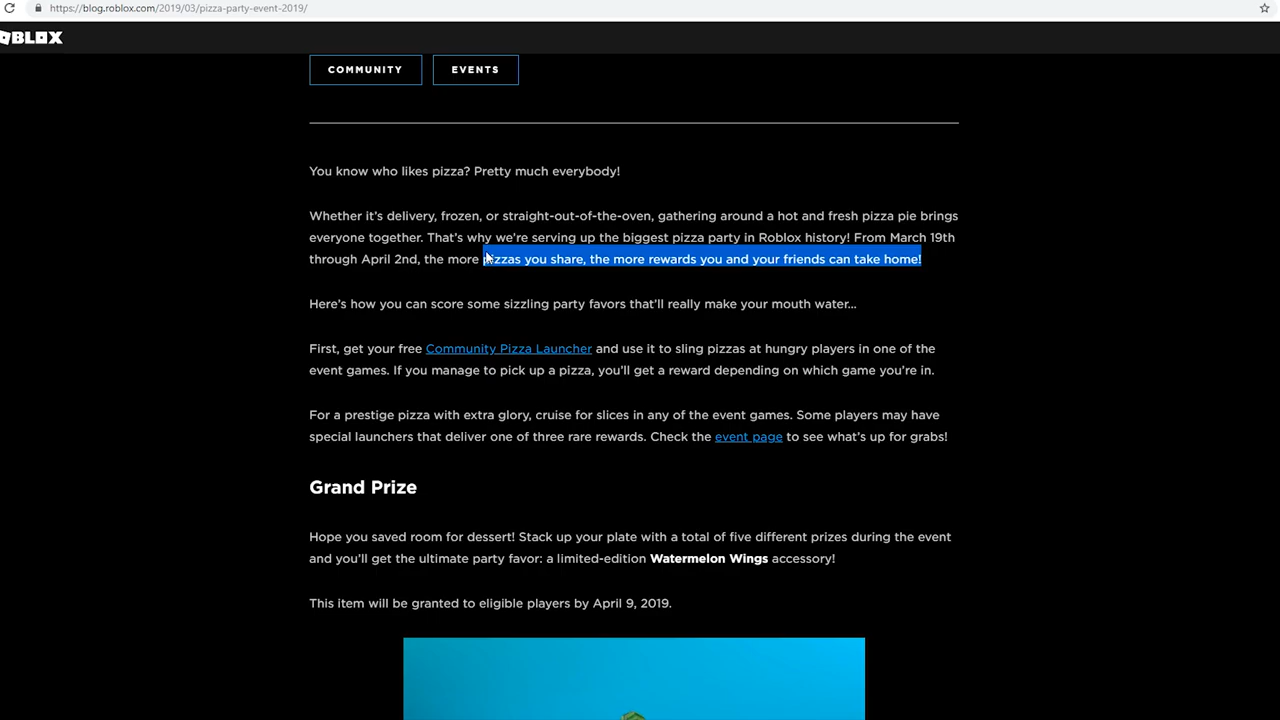 https://blog.roblox.com/2019/03/pizza-party-event-2019/
ROBLOX
COMMUNITY EVENTS
You know who likes pizza? Pretty much everybody!
Whether it's delivery, frozen, or straight-out-of-the-oven, gathering around a hot and fresh pizza pie brings
everyone together. That's why we're serving up the biggest pizza party in Roblox history! From March 19th
through April 2nd, the more pizzas you share, the more rewards you and your friends can take home!
Here's how you can score some sizzling party favors that'll really make your mouth water...
First, get your free Community Pizza Launcher and use it to sling pizzas at hungry players in one of the
event games. If you manage to pick up a pizza, you'll get a reward depending on which game you're in.
For a prestige pizza with extra glory, cruise for slices in any of the event games. Some players may have
special launchers that deliver one of three rare rewards. Check the event page to see what's up for grabs!
Grand Prize
Hope you saved room for dessert! Stack up your plate with a total of five different prizes during the event
and you'll get the ultimate party favor: a limited-edition Watermelon Wings accessory!
This item will be granted to eligible players by April 9, 2019.